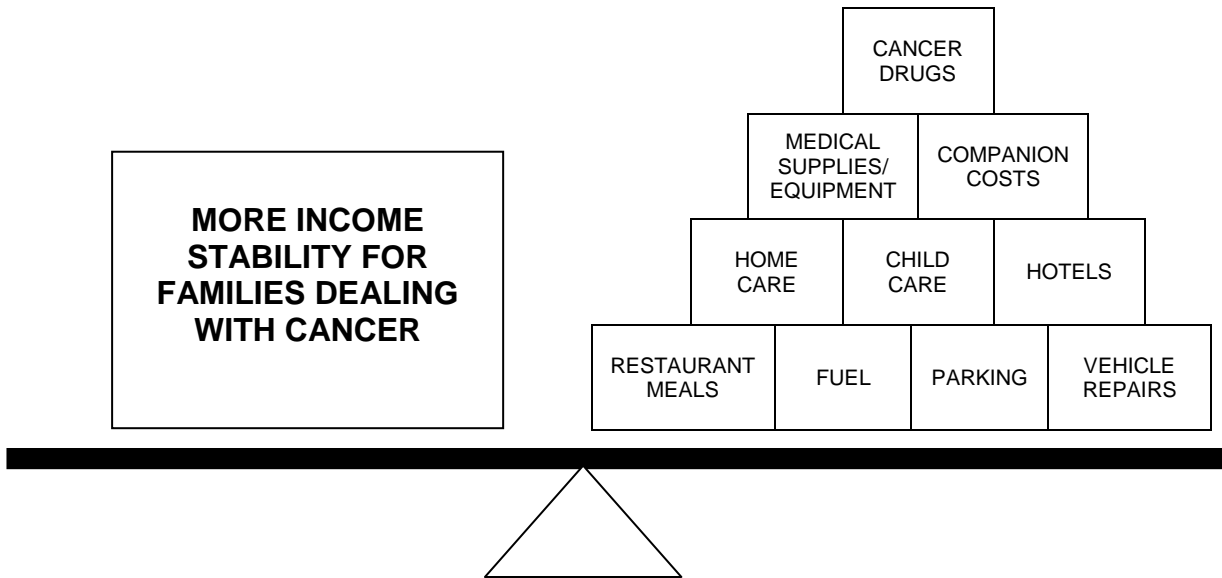 MORE INCOME
STABILITY FOR
FAMILIES DEALING
WITH CANCER
CANCER
DRUGS
MEDICAL
SUPPLIES/
EQUIPMENT
COMPANION
COSTS
HOME
CARE
CHILD
CARE
HOTELS
RESTAURANT
MEALS
FUEL
PARKING
VEHICLE
REPAIRS